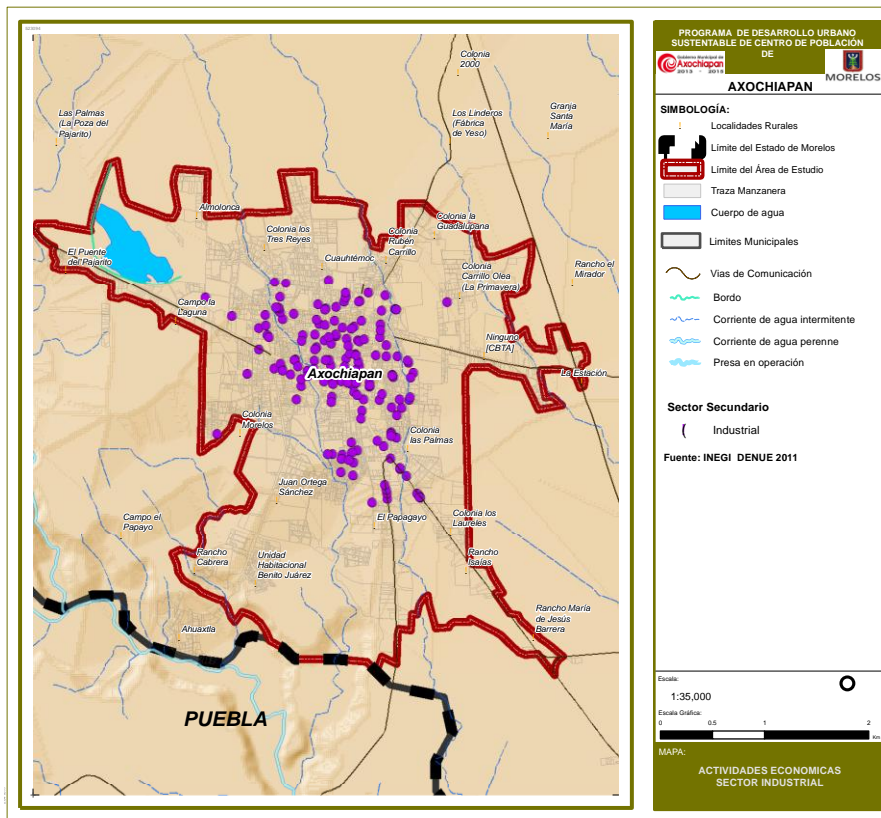 Colonia
2000
Las Palmas
(La Poza del
Pajarito)
Los Linderos
(Fábrica
de Yeso)
Granja
Santa
María
Almolonca
Colonia los
Tres Reyes
Colonia
Rubén
Carrillo
Colonia la
Guadalupana
El Puente
del Pajarito
Cuauhtémoc
Colonia
Carrillo Olea
(La Primavera)
Rancho el
Mirador
Campo la
Laguna
Ninguno
[CBTA]
Axochiapan
La Estación
Colonia
Morelos
Colonia
las Palmas
Juan Ortega
Sánchez
Campo el
Papayo
El Papagayo
Colonia los
Laureles
Rancho
Cabrera
Unidad
Habitacional
Benito Juárez
Rancho
Isaías
Rancho María
de Jesús
Barrera
Ahuaxtla
PUEBLA
PROGRAMA DE DESARROLLO URBANO
SUSTENTABLE DE CENTRO DE POBLACIÓN
DE
Gobierno Municipal de
Axochiapan
2013 - 2015
MORELOS
AXOCHIAPAN
SIMBOLOGÍA:
Localidades Rurales
Límite del Estado de Morelos
Límite del Área de Estudio
Traza Manzanera
Cuerpo de agua
Limites Municipales
Vias de Comunicación
Bordo
Corriente de agua intermitente
Corriente de agua perenne
Presa en operación
Sector Secundario
Industrial
Fuente: INEGI DENUE 2011
Escala:
1:35,000
Escala Gráfica:
0 0.5 1 2
Km
MAPA:
ACTIVIDADES ECONOMICAS
SECTOR INDUSTRIAL